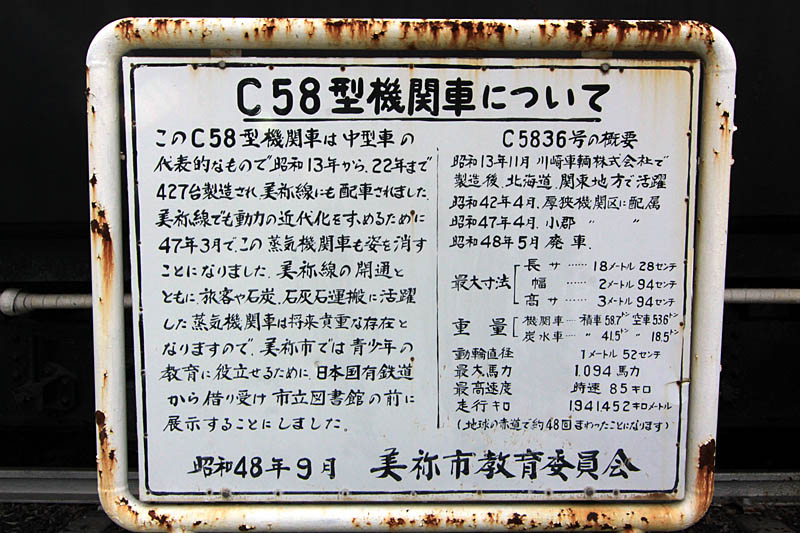 C58型機関車について
このC58型機関車は中型車の
代表的なもので昭和13年から、22年まで
427台製造され、美祢線にも配車されました。
美祢線でも動力の近代化をすゝめるために
47年3月で、この蒸気機関車も姿を消す
ことになりました。美祢線の開通と
ともに、旅客や石炭、石灰石運搬に活躍
した蒸気機関車は将来貴重な存在と
なりますので、美祢市では青少年の
教育に役立せるために、日本国有鉄道
から借り受け市立図書館の前に
展示することにしました。
C5836号の概要
昭和13年11月 川崎車輌株式会社で
製造後、北海道、関東地方で活躍
昭和42年4月、厚狭機関区に配属
昭和47年4月、小郡 〃 〃
昭和48年5月 廃車.
最大寸法 長サ …… 18メートル 28センチ
幅 …… 2メートル 94センチ
高サ …… 3メートル 94センチ
重量 機関車 …… 積車 58.7トン 空車 53.6トン
炭水車 …… 〃 41.5トン 〃 18.5トン
動輪直径 1メートル 52センチ
最大馬力 1.094馬力
最高速度 時速 85キロ
走行キロ 1.941.452キロメートル
(地球の赤道で約48回まわったことになります)
昭和48年9月 美祢市教育委員会